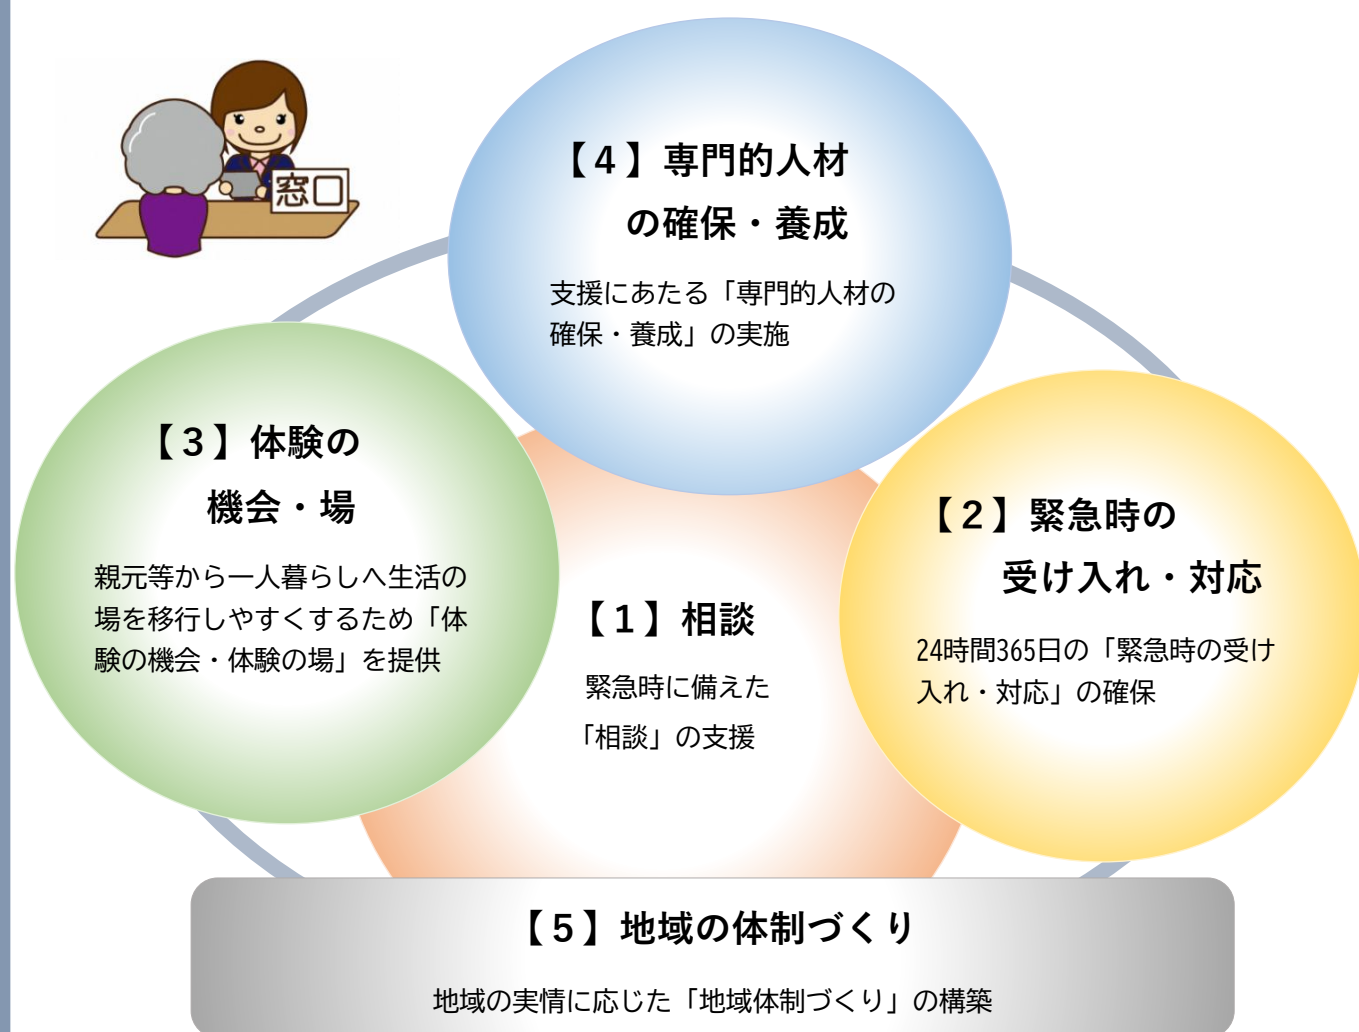 窓口
【4】専門的人材
の確保・養成
支援にあたる「専門的人材の
確保・養成」の実施
【3】体験の
機会・場
親元等から一人暮らしへ生活の
場を移行しやすくするため「体
験の機会・体験の場」を提供
【1】相談
緊急時に備えた
「相談」の支援
【2】緊急時の
受け入れ・対応
24時間365日の「緊急時の受け
入れ・対応」の確保
【5】地域の体制づくり
地域の実情に応じた「地域体制づくり」の構築